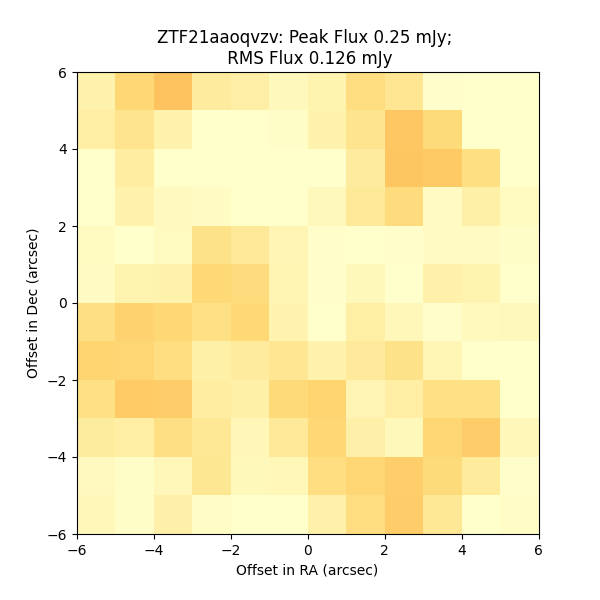 ZTF21aaoqvzv: Peak Flux 0.25 mJy;
RMS Flux 0.126 mJy
6
4
2
0
−2
−4
−6
Offset in Dec (arcsec)
−6 −4 −2 0 2 4 6
Offset in RA (arcsec)